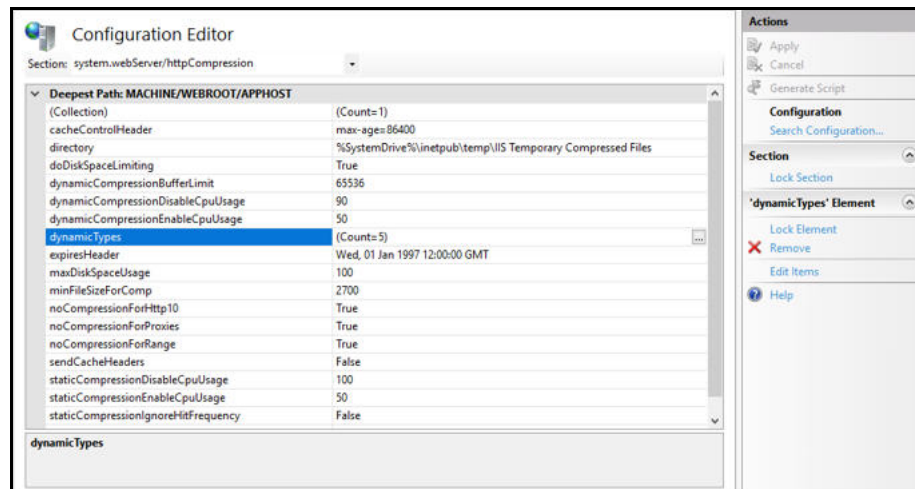 Configuration Editor
Section: system.webServer/httpCompression
Deepest Path: MACHINE/WEBROOT/APPHOST
(Collection) (Count=1)
cacheControlHeader max-age=86400
directory %SystemDrive%\inetpub\temp\IIS Temporary Compressed Files
doDiskSpaceLimiting True
dynamicCompressionBufferLimit 65536
dynamicCompressionDisableCpuUsage 90
dynamicCompressionEnableCpuUsage 50
dynamicTypes (Count=5) ...
expiresHeader Wed, 01 Jan 1997 12:00:00 GMT
maxDiskSpaceUsage 100
minFileSizeForComp 2700
noCompressionForHttp10 True
noCompressionForProxies True
noCompressionForRange True
sendCacheHeaders False
staticCompressionDisableCpuUsage 100
staticCompressionEnableCpuUsage 50
staticCompressionIgnoreHitFrequency False
dynamicTypes
Actions
Apply
Cancel
Generate Script
Configuration
Search Configuration...
Section
Lock Section
'dynamicTypes' Element
Lock Element
Remove
Edit Items
Help